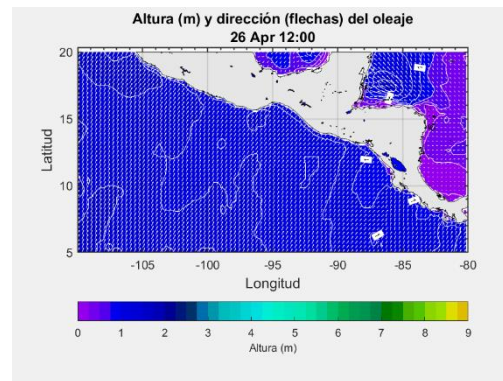 Altura (m) y dirección (flechas) del oleaje
26 Apr 12:00
20
15
10
5
Latitud
-105 -100 -95 -90 -85 -80
Longitud
0 1 2 3 4 5 6 7 8 9
Altura (m)